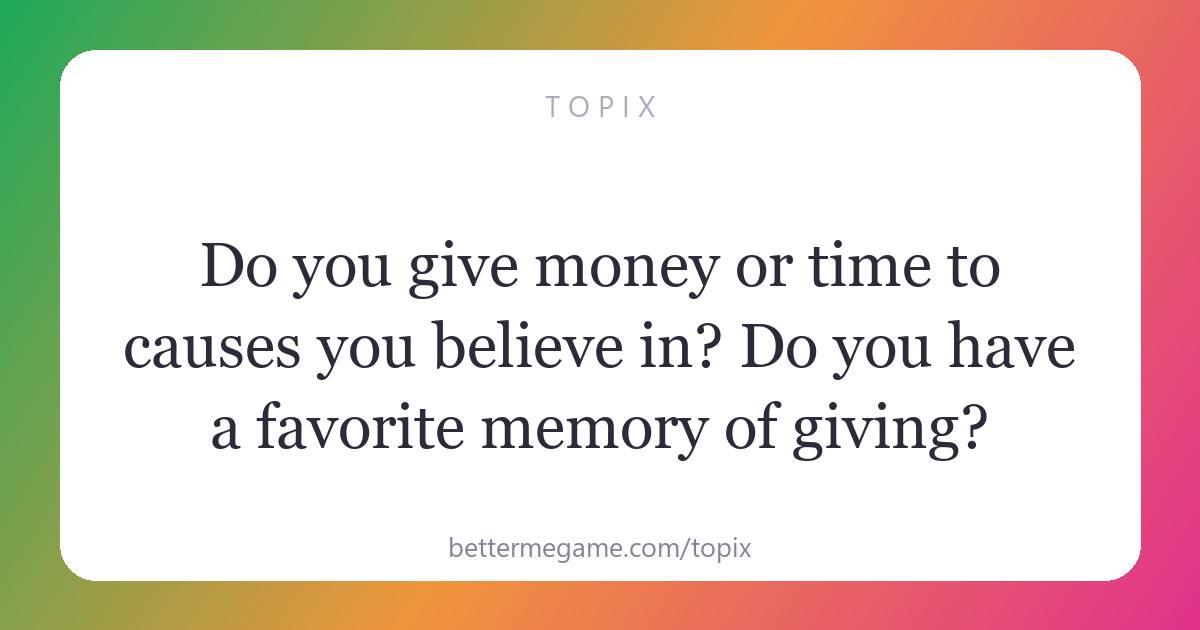 TOPIX
Do you give money or time to
causes you believe in? Do you have
a favorite memory of giving?
bettermegame.com/topix